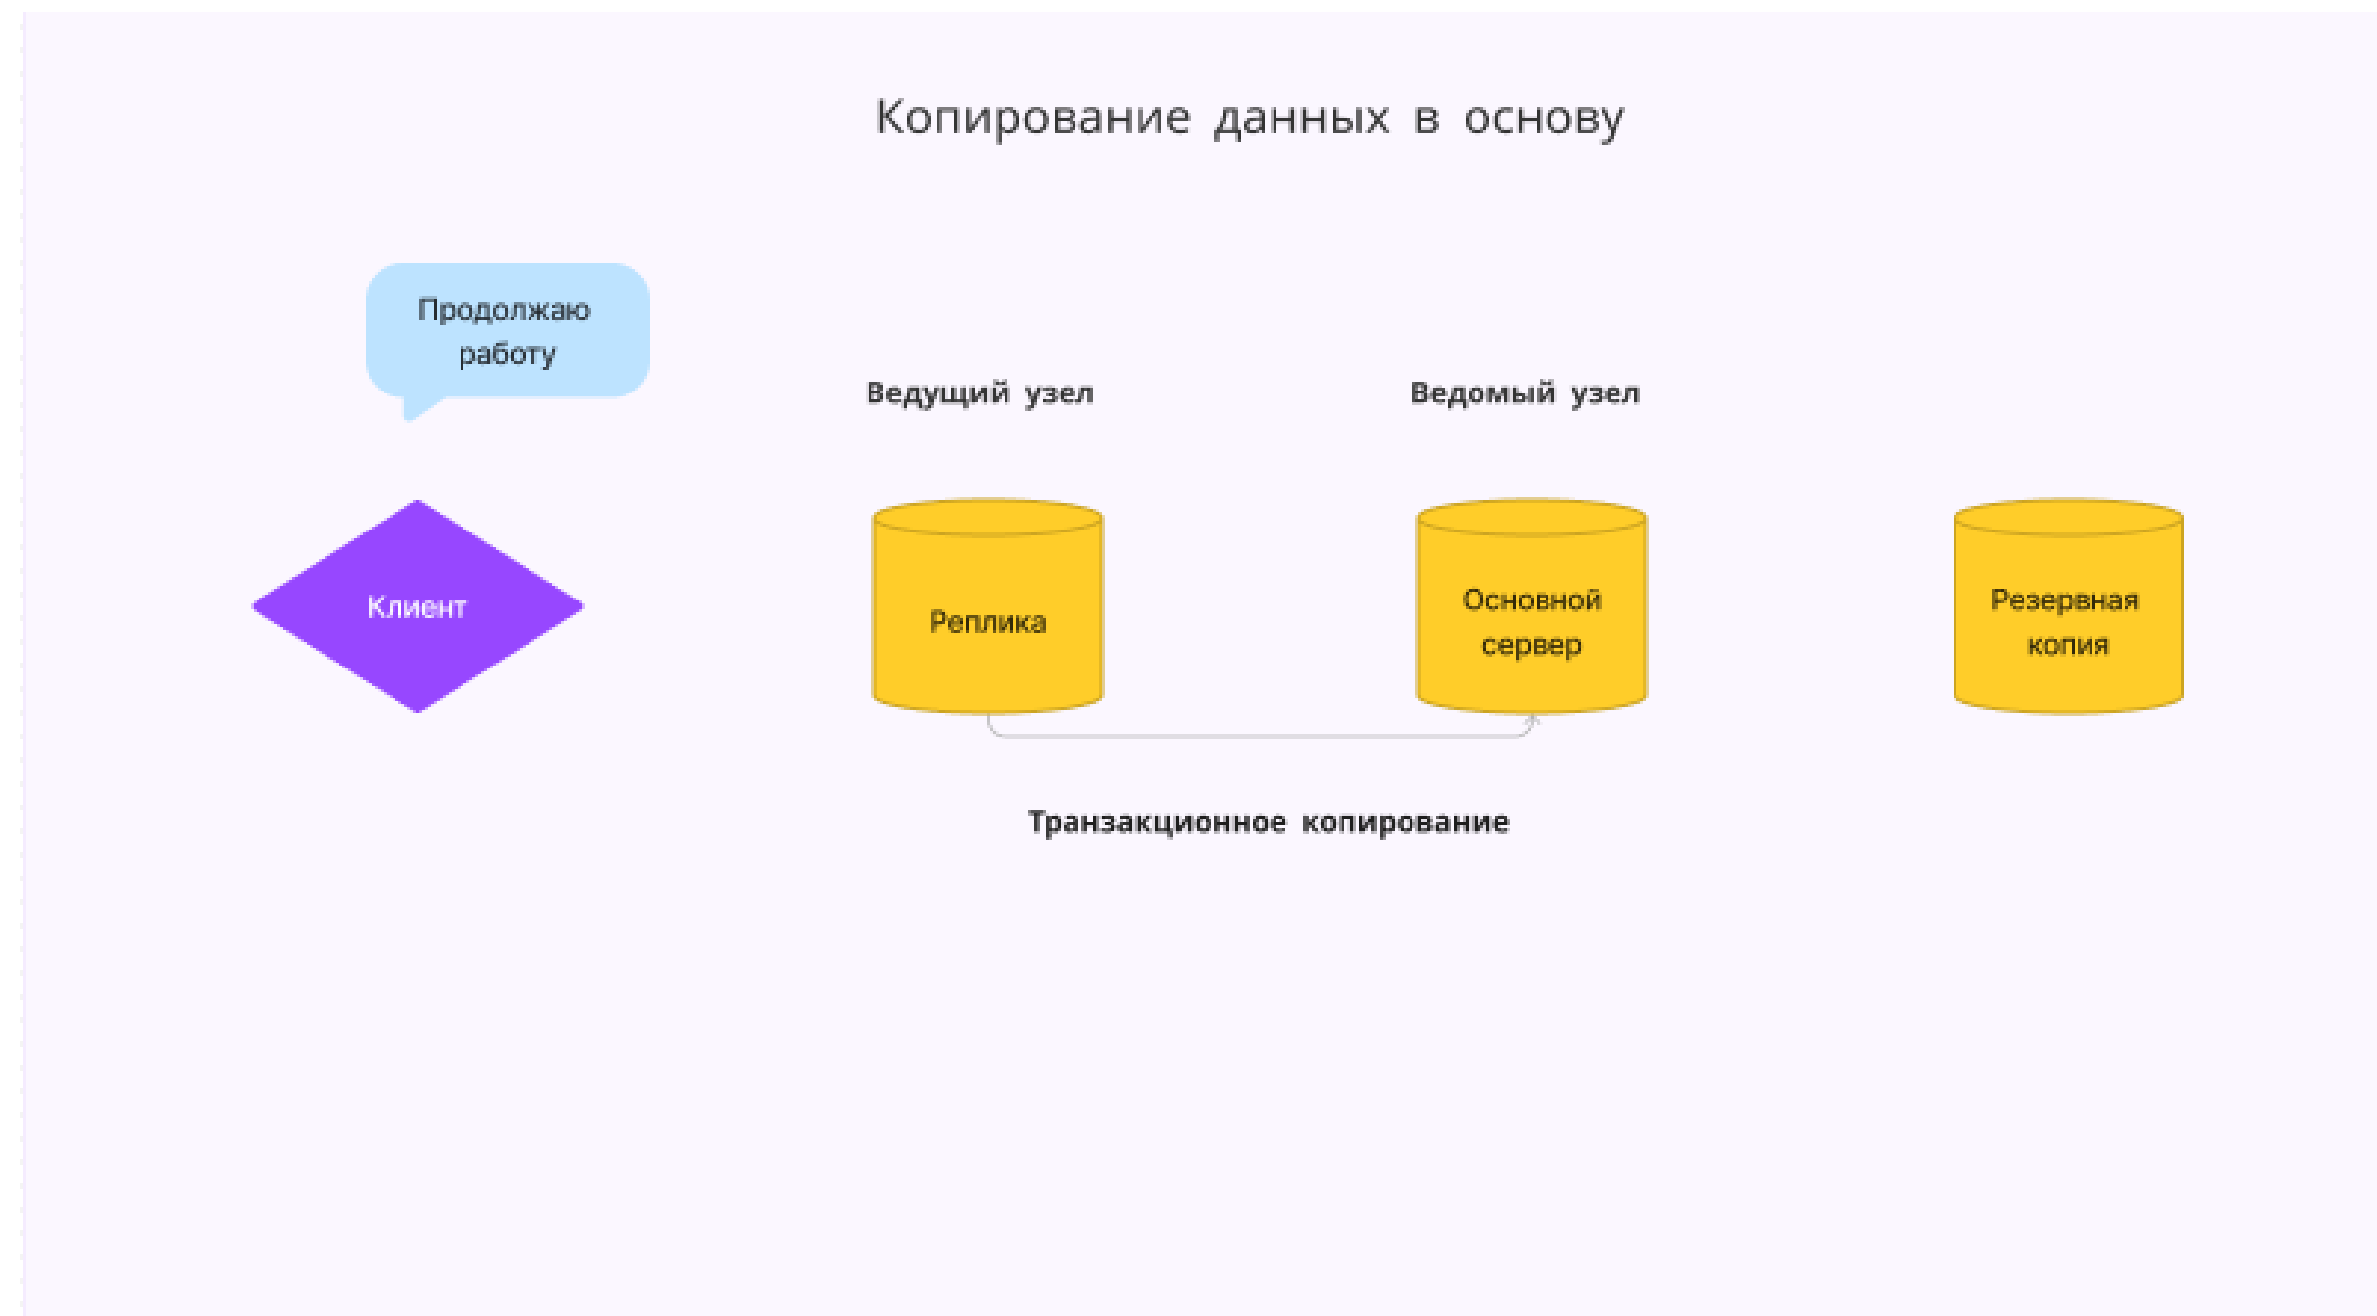 Копирование данных в основу
Продолжаю
работу
Ведущий узел
Ведомый узел
Клиент
Реплика
Основной
сервер
Резервная
копия
Транзакционное копирование